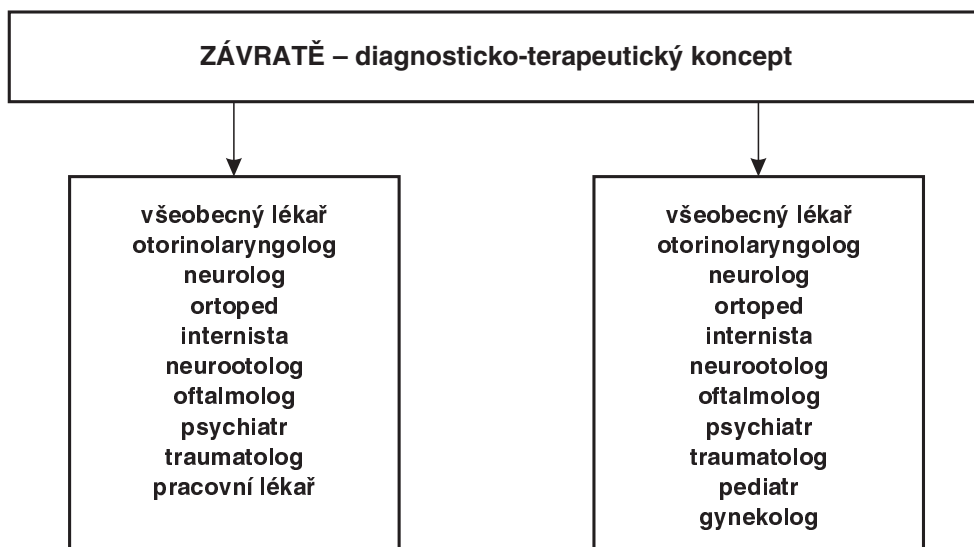 ZÁVRATĚ – diagnosticko-terapeutický koncept
všeobecný lékař
otorinolaryngolog
neurolog
ortoped
internista
neurootolog
oftalmolog
psychiatr
traumatolog
pracovní lékař
všeobecný lékař
otorinolaryngolog
neurolog
ortoped
internista
neurootolog
oftalmolog
psychiatr
traumatolog
pediatr
gynekolog